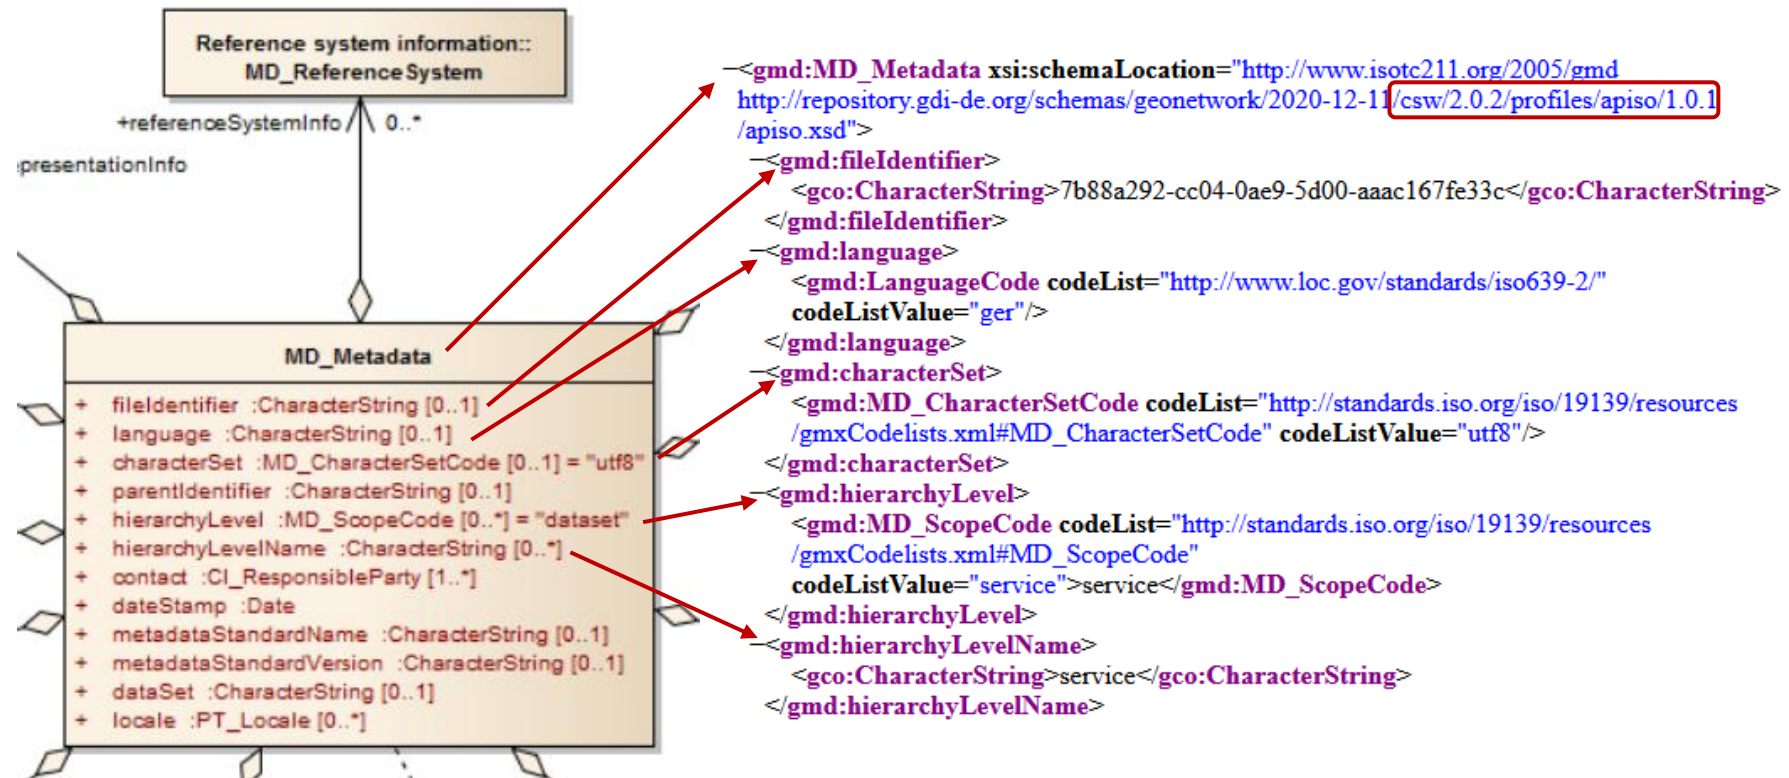 Reference system information::
MD_ReferenceSystem
+referenceSystemInfo 0..*
epresentationInfo
MD_Metadata
+ fileIdentifier :CharacterString [0..1]
+ language :CharacterString [0..1]
+ characterSet :MD_CharacterSetCode [0..1] = "utf8"
+ parentIdentifier :CharacterString [0..1]
+ hierarchyLevel :MD_ScopeCode [0..*] = "dataset"
+ hierarchyLevelName :CharacterString [0..*]
+ contact :CI_ResponsibleParty [1..*]
+ dateStamp :Date
+ metadataStandardName :CharacterString [0..1]
+ metadataStandardVersion :CharacterString [0..1]
+ dataSet :CharacterString [0..1]
+ locale :PT_Locale [0..*]
−<gmd:MD_Metadata xsi:schemaLocation="http://www.isotc211.org/2005/gmd
http://repository.gdi-de.org/schemas/geonetwork/2020-12-11/csw/2.0.2/profiles/apiso/1.0.1
/apiso.xsd">
−<gmd:fileIdentifier>
<gco:CharacterString>7b88a292-cc04-0ae9-5d00-aaac167fe33c</gco:CharacterString>
</gmd:fileIdentifier>
−<gmd:language>
<gmd:LanguageCode codeList="http://www.loc.gov/standards/iso639-2/"
codeListValue="ger"/>
</gmd:language>
−<gmd:characterSet>
<gmd:MD_CharacterSetCode codeList="http://standards.iso.org/iso/19139/resources
/gmxCodelists.xml#MD_CharacterSetCode" codeListValue="utf8"/>
</gmd:characterSet>
−<gmd:hierarchyLevel>
<gmd:MD_ScopeCode codeList="http://standards.iso.org/iso/19139/resources
/gmxCodelists.xml#MD_ScopeCode"
codeListValue="service">service</gmd:MD_ScopeCode>
</gmd:hierarchyLevel>
−<gmd:hierarchyLevelName>
<gco:CharacterString>service</gco:CharacterString>
</gmd:hierarchyLevelName>